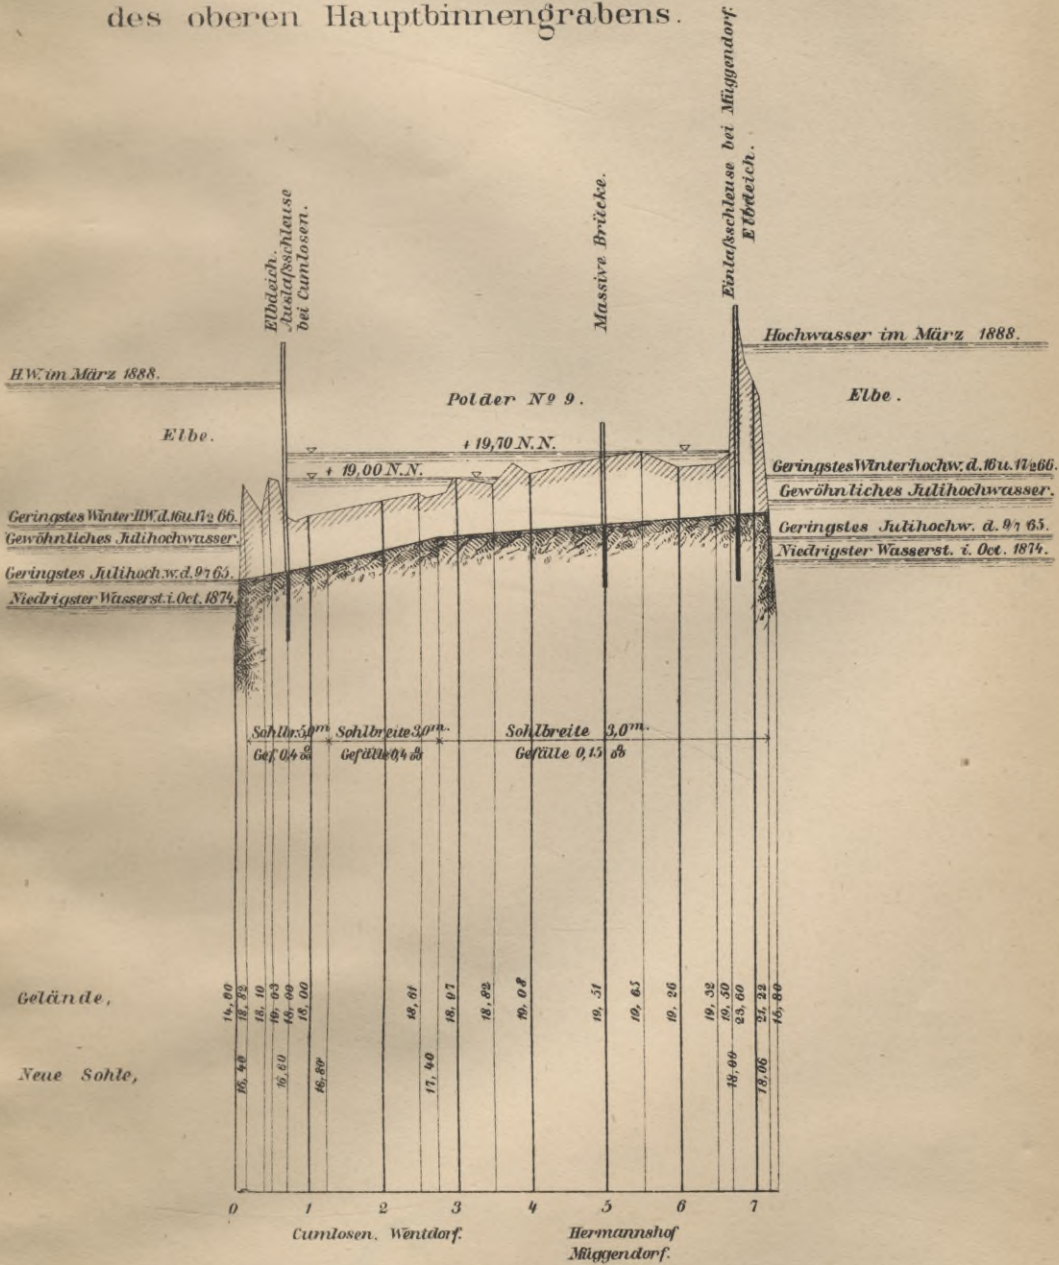 des oberen Hauptbinnengrabens.
Elbdeich.
Auslaßschleuse
bei Cumlosen.
Massive Brücke.
Einlaßschleuse bei Müggendorf.
Elbdeich.
Hochwasser im März 1888.
H.W. im März 1888.
Polder No 9.
Elbe.
Elbe.
+ 19,70 N.N.
+ 19,00 N.N.
Geringstes Winterhochw. d. 16 u. 17/2 66.
Gewöhnliches Julihochwasser.
Geringstes Julihochw. d. 9/7 65.
Niedrigster Wasserst. i. Oct. 1874.
Geringstes Winter H.W. d. 16 u. 17/2 66.
Gewöhnliches Julihochwasser.
Geringstes Julihoch.w. d. 9/7 65.
Niedrigster Wasserst. i. Oct. 1874.
Sohlbr. 5,0 m. Sohlbreite 3,0 m. Sohlbreite 3,0 m.
Gef. 0,4 ‰ Gefälle 0,4 ‰ Gefälle 0,15 ‰
Gelände, 14,80 18,82 18,10 19,03 18,00 18,00 18,61 18,97 18,82 19,08 19,51 19,65 19,26 19,32 19,50 23,60 21,22 16,80
Neue Sohle, 16,40 16,60 16,80 17,40 18,00 18,06
0 1 2 3 4 5 6 7
Cumlosen. Wentdorf. Hermannshof
Müggendorf.